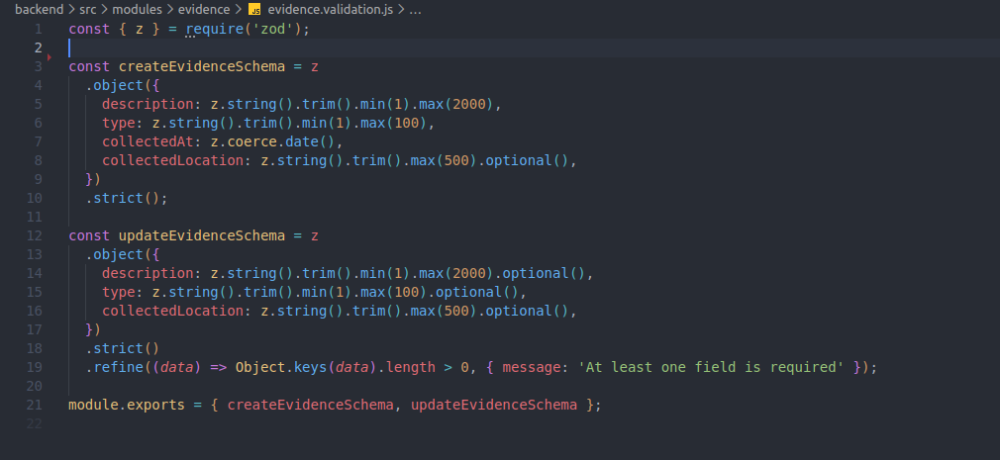 backend > src > modules > evidence > JS evidence.validation.js > ...
1 const { z } = require('zod');
2
3 const createEvidenceSchema = z
4 .object({
5 description: z.string().trim().min(1).max(2000),
6 type: z.string().trim().min(1).max(100),
7 collectedAt: z.coerce.date(),
8 collectedLocation: z.string().trim().max(500).optional(),
9 })
10 .strict();
11
12 const updateEvidenceSchema = z
13 .object({
14 description: z.string().trim().min(1).max(2000).optional(),
15 type: z.string().trim().min(1).max(100).optional(),
16 collectedLocation: z.string().trim().max(500).optional(),
17 })
18 .strict()
19 .refine((data) => Object.keys(data).length > 0, { message: 'At least one field is required' });
20
21 module.exports = { createEvidenceSchema, updateEvidenceSchema };
22